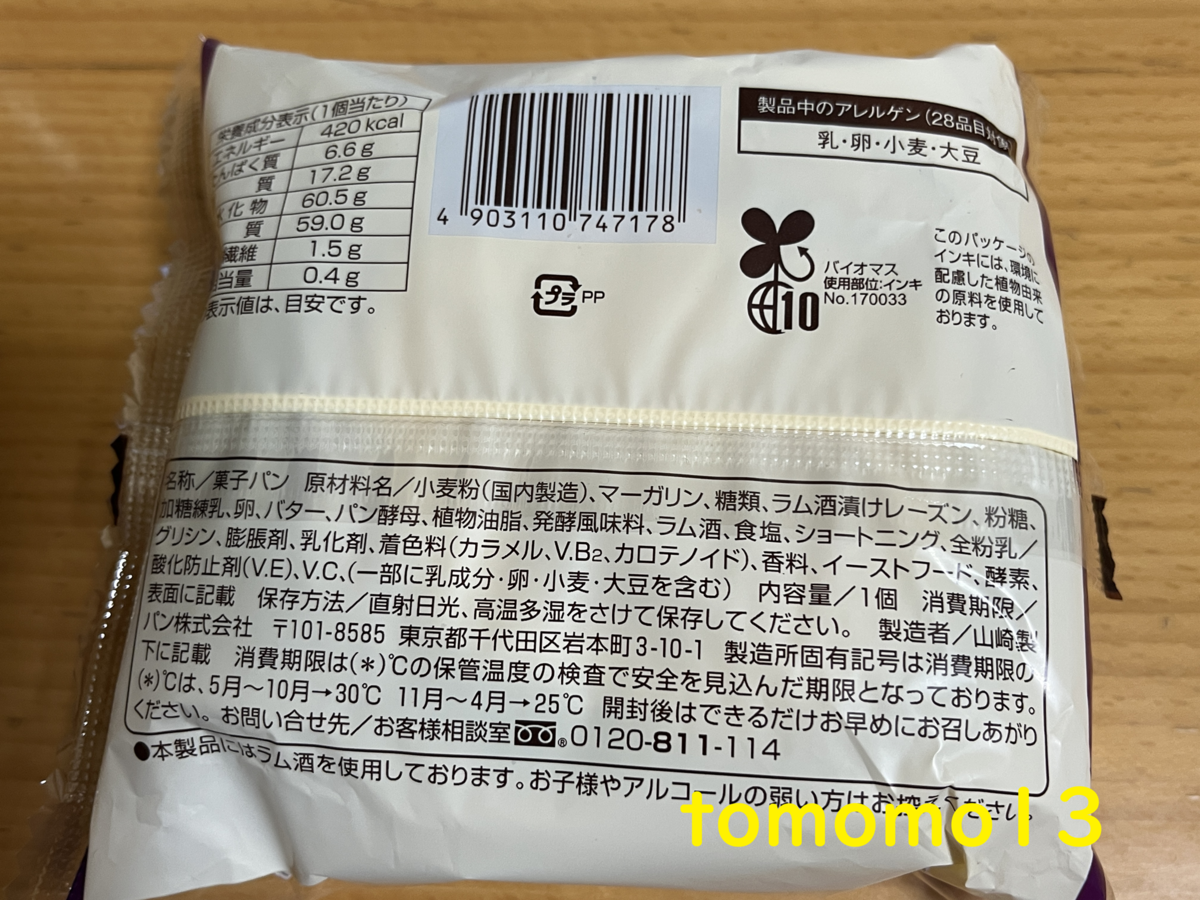 栄養成分表示(1個当たり)
エネルギー 420kcal
たんぱく質 6.6g
質 17.2g
水化物 60.5g
質 59.0g
繊維 1.5g
当量 0.4g
表示値は、目安です。
4 903110 747178
プラ PP
製品中のアレルゲン(28品目対象)
乳・卵・小麦・大豆
バイオマス
使用部位:インキ
No.170033
10
このパッケージの
インキには、環境に
配慮した植物由来
の原料を使用して
おります。
名称/菓子パン 原材料名/小麦粉(国内製造)、マーガリン、糖類、ラム酒漬けレーズン、粉糖、
加糖練乳、卵、バター、パン酵母、植物油脂、発酵風味料、ラム酒、食塩、ショートニング、全粉乳/
グリシン、膨脹剤、乳化剤、着色料(カラメル、V.B2、カロテノイド)、香料、イーストフード、酵素、
酸化防止剤(V.E)、V.C、(一部に乳成分・卵・小麦・大豆を含む) 内容量/1個 消費期限/
表面に記載 保存方法/直射日光、高温多湿をさけて保存してください。 製造者/山崎製
パン株式会社 〒101-8585 東京都千代田区岩本町3-10-1 製造所固有記号は消費期限の
下に記載 消費期限は(*)℃の保管温度の検査で安全を見込んだ期限となっております。
(*)℃は、5月~10月→30℃ 11月~4月→25℃ 開封後はできるだけお早めにお召しあがり
ください。お問い合せ先/お客様相談室 ®0120-811-114
●本製品にはラム酒を使用しております。お子様やアルコールの弱い方はお控えください。
tomomo13